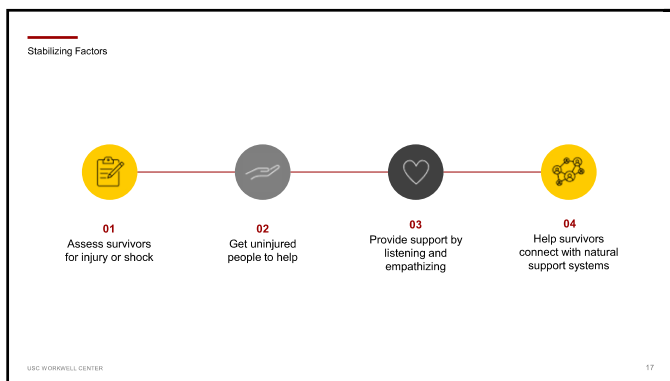 Stabilizing Factors
01
Assess survivors
for injury or shock
02
Get uninjured
people to help
03
Provide support by
listening and
empathizing
04
Help survivors
connect with natural
support systems
USC WORKWELL CENTER
17